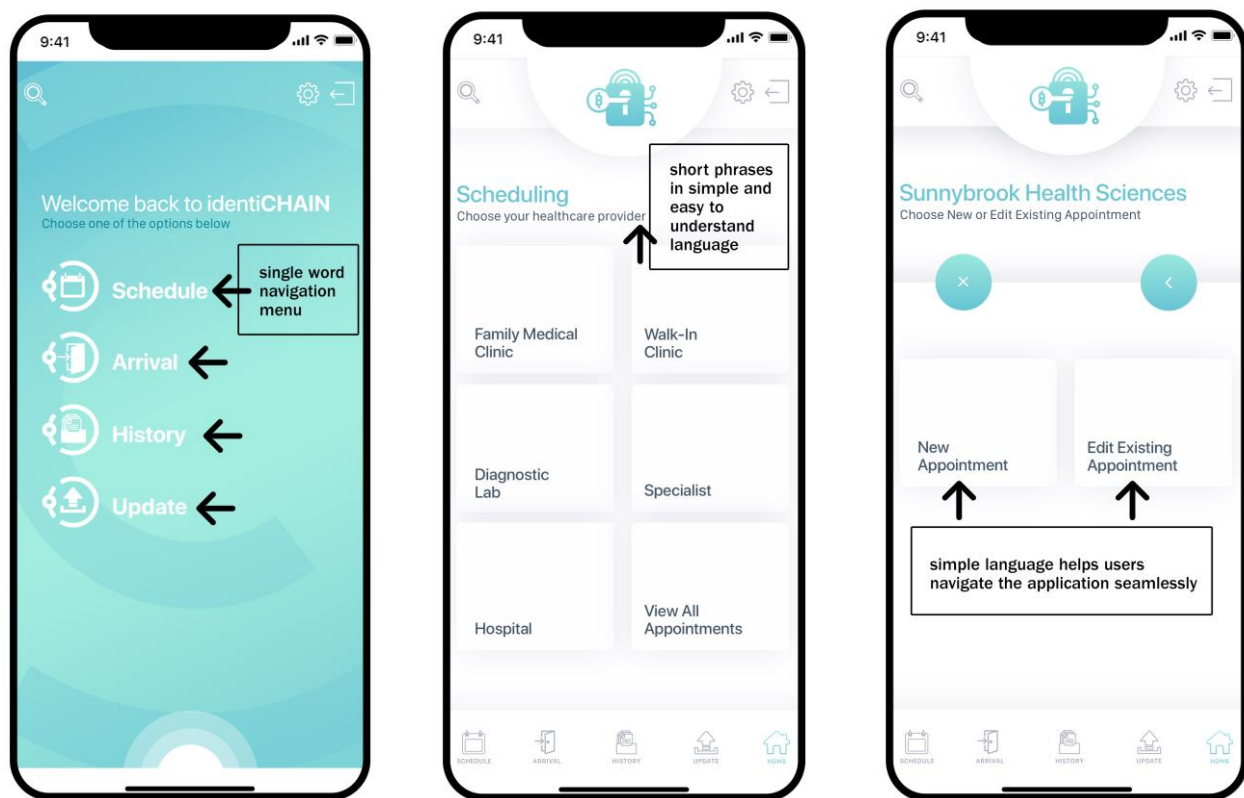 9:41
Welcome back to identiCHAIN
Choose one of the options below
Schedule
Arrival
History
Update
single word
navigation
menu
9:41
Scheduling
Choose your healthcare provider
short phrases
in simple and
easy to
understand
language
Family Medical
Clinic
Walk-In
Clinic
Diagnostic
Lab
Specialist
Hospital
View All
Appointments
SCHEDULE
ARRIVAL
HISTORY
UPDATE
HOME
9:41
Sunnybrook Health Sciences
Choose New or Edit Existing Appointment
New
Appointment
Edit Existing
Appointment
simple language helps users
navigate the application seamlessly
SCHEDULE
ARRIVAL
HISTORY
UPDATE
HOME